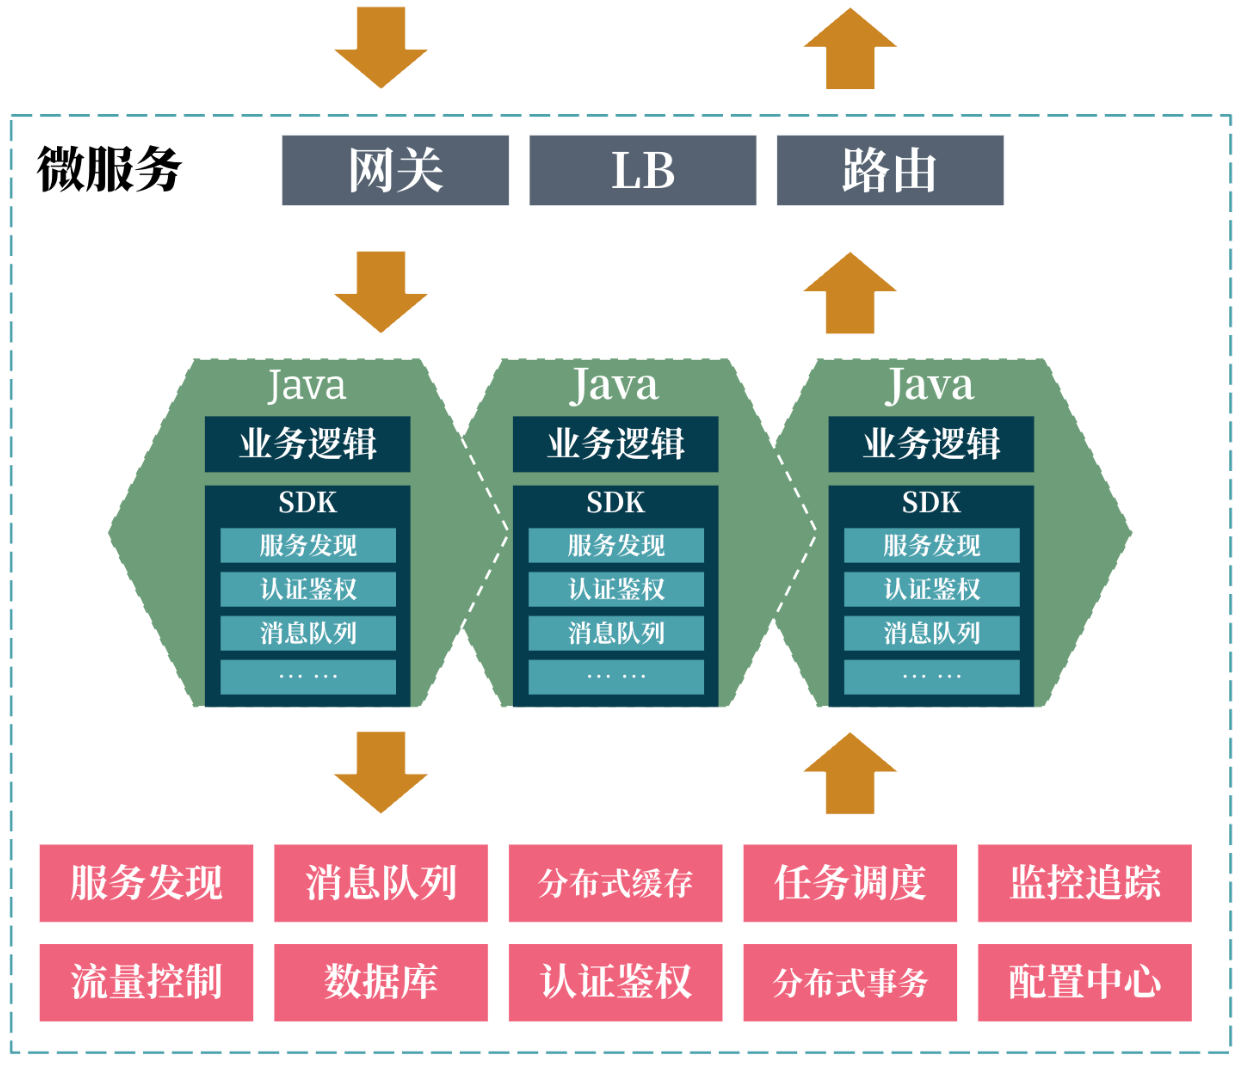 微服务
网关
LB
路由
Java
业务逻辑
SDK
服务发现
认证鉴权
消息队列
... ...
Java
业务逻辑
SDK
服务发现
认证鉴权
消息队列
... ...
Java
业务逻辑
SDK
服务发现
认证鉴权
消息队列
... ...
服务发现
消息队列
分布式缓存
任务调度
监控追踪
流量控制
数据库
认证鉴权
分布式事务
配置中心